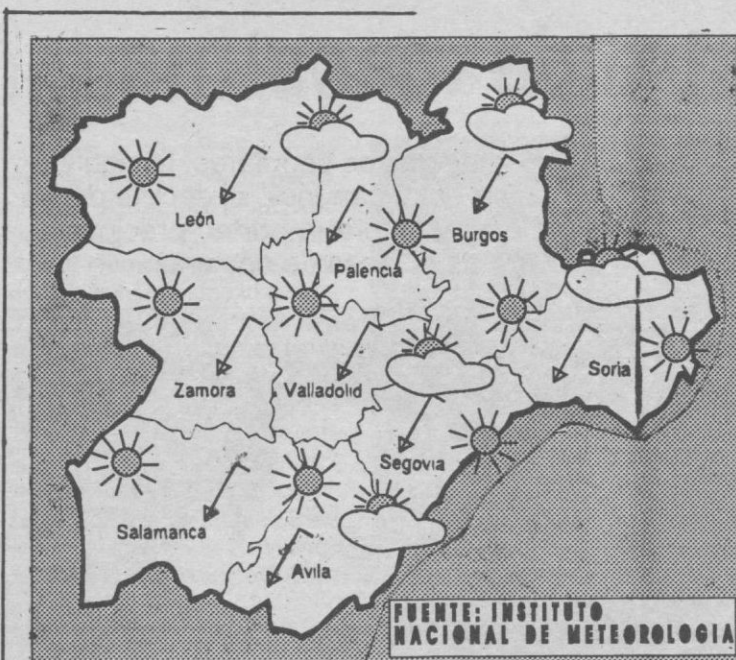 León
Burgos
Palencia
Soria
Zamora
Valladolid
Segovia
Salamanca
Avila
FUENTE: INSTITUTO
NACIONAL DE METEOROLOGIA